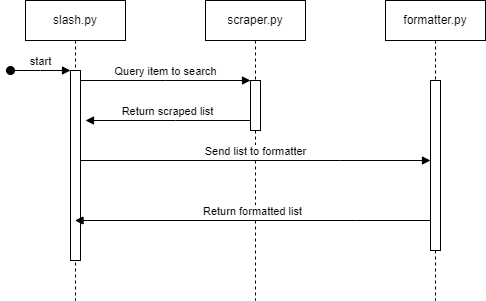 slash.py
scraper.py
formatter.py
start
Query item to search
Return scraped list
Send list to formatter
Return formatted list